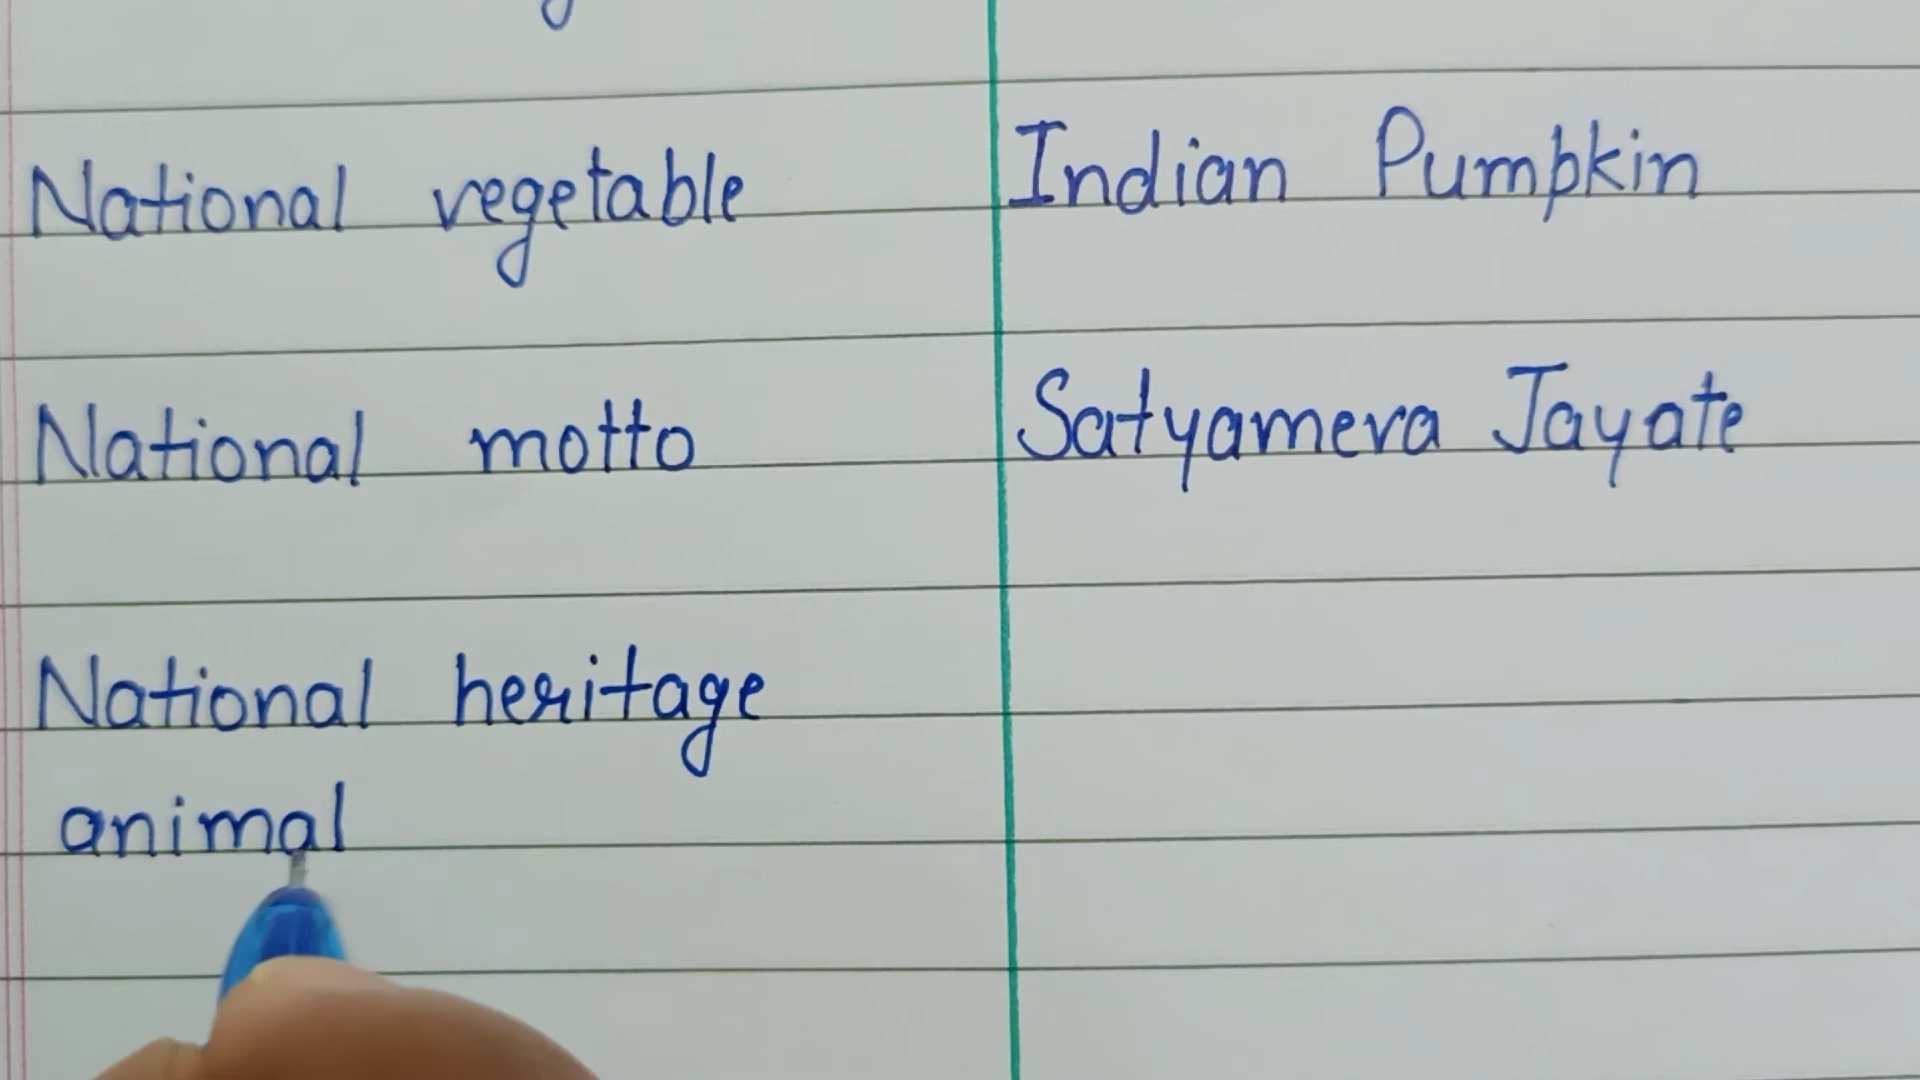 National vegetable Indian Pumpkin
National motto Satyameva Jayate
National heritage
animal